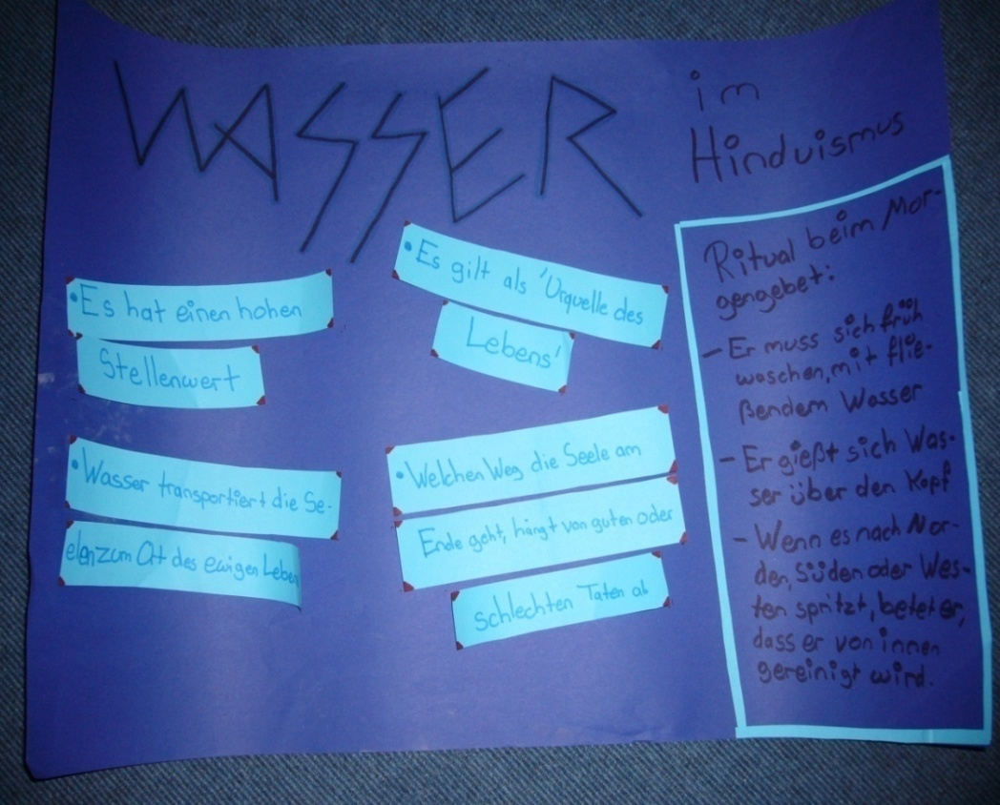 WASSER
im
Hinduismus
•Es hat einen hohen
Stellenwert
•Es gilt als 'Urquelle des
Lebens'
•Wasser transportiert die Se-
elen zum Ort des ewigen Leben
•Welchen Weg die Seele am
Ende geht, hängt von guten oder
schlechten Taten ab
Ritual beim Mor-
gengebet:
- Er muss sich früh
waschen, mit flie-
ßendem Wasser
- Er gießt sich Was-
ser über den Kopf
- Wenn es nach Nor-
den, Süden oder Wes-
ten spritzt, betet er,
dass er von innen
gereinigt wird.